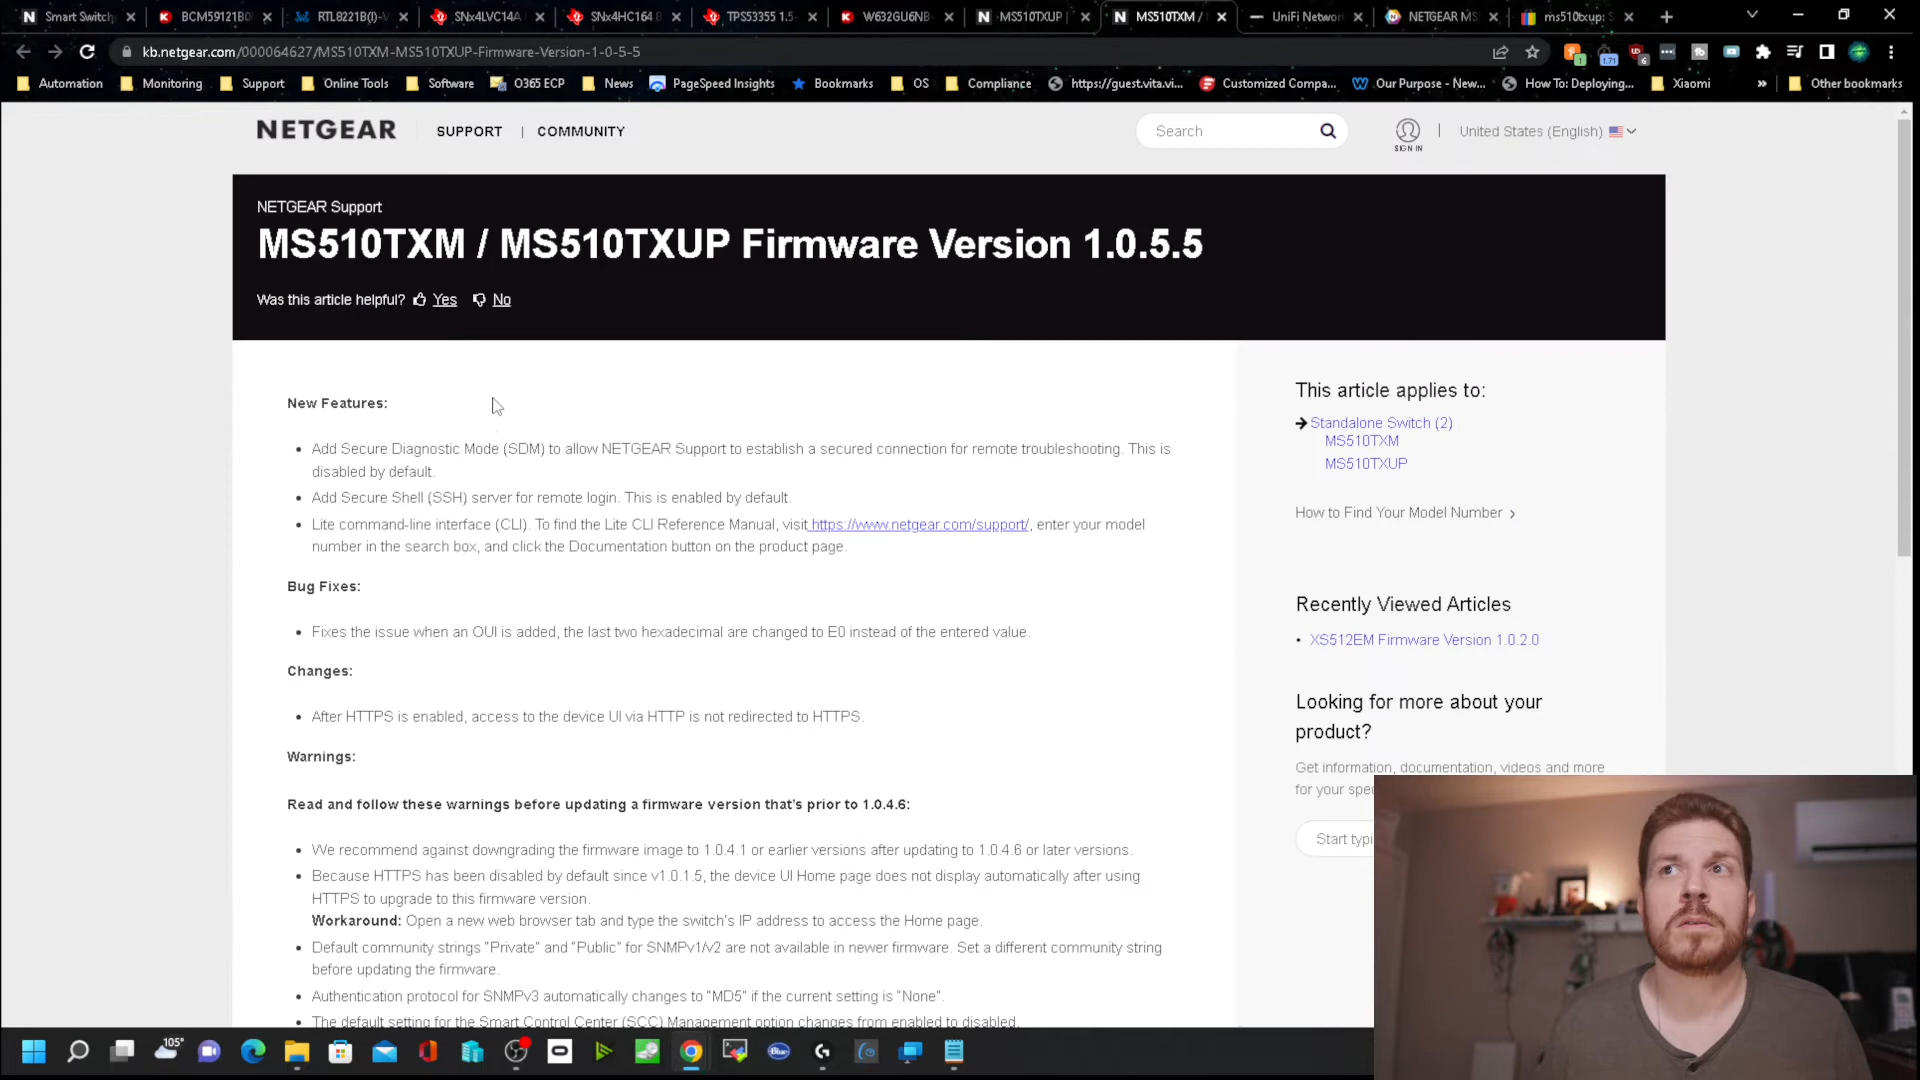 Smart Switch
BCM59121B0
RTL8221B(I)-V
SNx4LVC14A
SNx4HC164 8
TPS53355 1.5-
W632GU6NB-
MS510TXUP |
MS510TXM /
UniFi Networ
NETGEAR MS
ms510txup: S
kb.netgear.com/000064627/MS510TXM-MS510TXUP-Firmware-Version-1-0-5-5
1
1.71
6
Automation
Monitoring
Support
Online Tools
Software
O365 ECP
News
PageSpeed Insights
Bookmarks
OS
Compliance
https://guest.vita.vi...
Customized Compa...
Our Purpose - New...
How To: Deploying...
Xiaomi
»
Other bookmarks
NETGEAR
SUPPORT | COMMUNITY
Search
SIGN IN
| United States (English)
NETGEAR Support
MS510TXM / MS510TXUP Firmware Version 1.0.5.5
Was this article helpful? Yes No
New Features:
• Add Secure Diagnostic Mode (SDM) to allow NETGEAR Support to establish a secured connection for remote troubleshooting. This is
disabled by default.
• Add Secure Shell (SSH) server for remote login. This is enabled by default.
• Lite command-line interface (CLI). To find the Lite CLI Reference Manual, visit https://www.netgear.com/support/, enter your model
number in the search box, and click the Documentation button on the product page.
Bug Fixes:
• Fixes the issue when an OUI is added, the last two hexadecimal are changed to E0 instead of the entered value.
Changes:
• After HTTPS is enabled, access to the device UI via HTTP is not redirected to HTTPS.
Warnings:
Read and follow these warnings before updating a firmware version that's prior to 1.0.4.6:
• We recommend against downgrading the firmware image to 1.0.4.1 or earlier versions after updating to 1.0.4.6 or later versions.
• Because HTTPS has been disabled by default since v1.0.1.5, the device UI Home page does not display automatically after using
HTTPS to upgrade to this firmware version.
Workaround: Open a new web browser tab and type the switch's IP address to access the Home page.
• Default community strings "Private" and "Public" for SNMPv1/v2 are not available in newer firmware. Set a different community string
before updating the firmware.
• Authentication protocol for SNMPv3 automatically changes to "MD5" if the current setting is "None".
• The default setting for the Smart Control Center (SCC) Management option changes from enabled to disabled.
This article applies to:
Standalone Switch (2)
MS510TXM
MS510TXUP
How to Find Your Model Number
Recently Viewed Articles
• XS512EM Firmware Version 1.0.2.0
Looking for more about your
product?
Get information, documentation, videos and more
for your spe
Start typi
105°
Blue